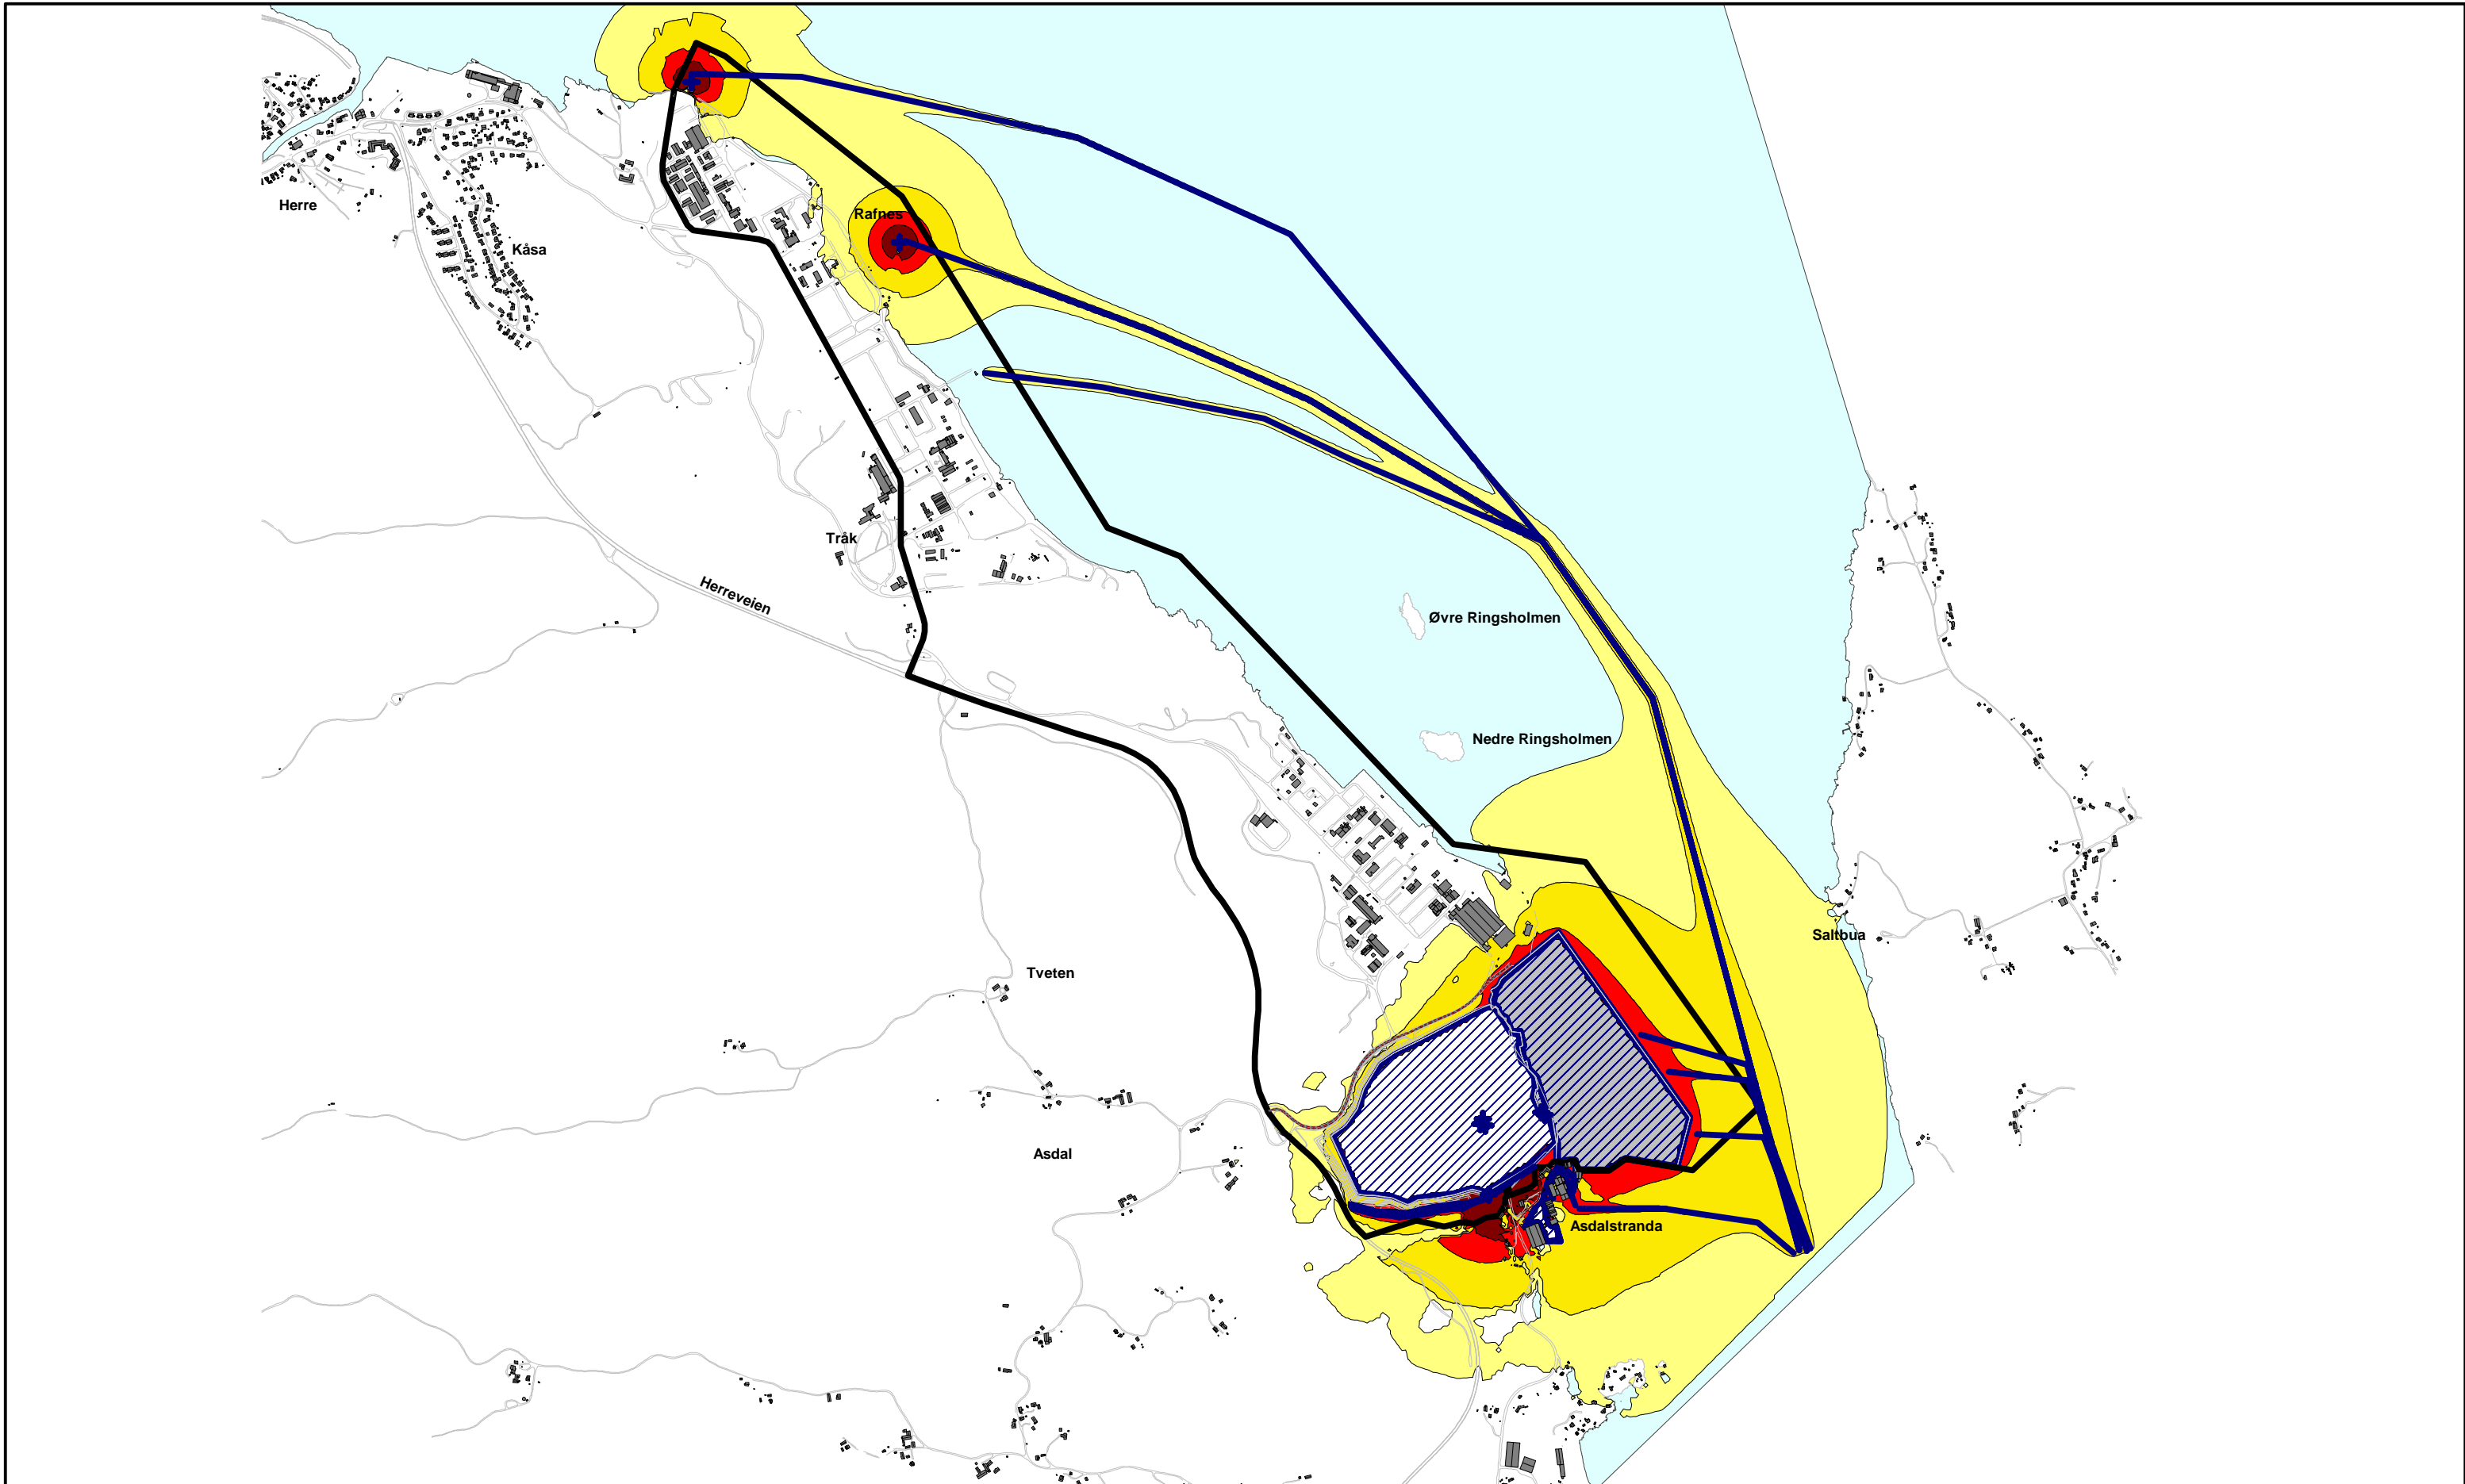 Herre
Rafnes
Kåsa
Tråk
Herreveien
Øvre Ringsholmen
Nedre Ringsholmen
Saltbua
Tveten
Asdal
Asdalstranda